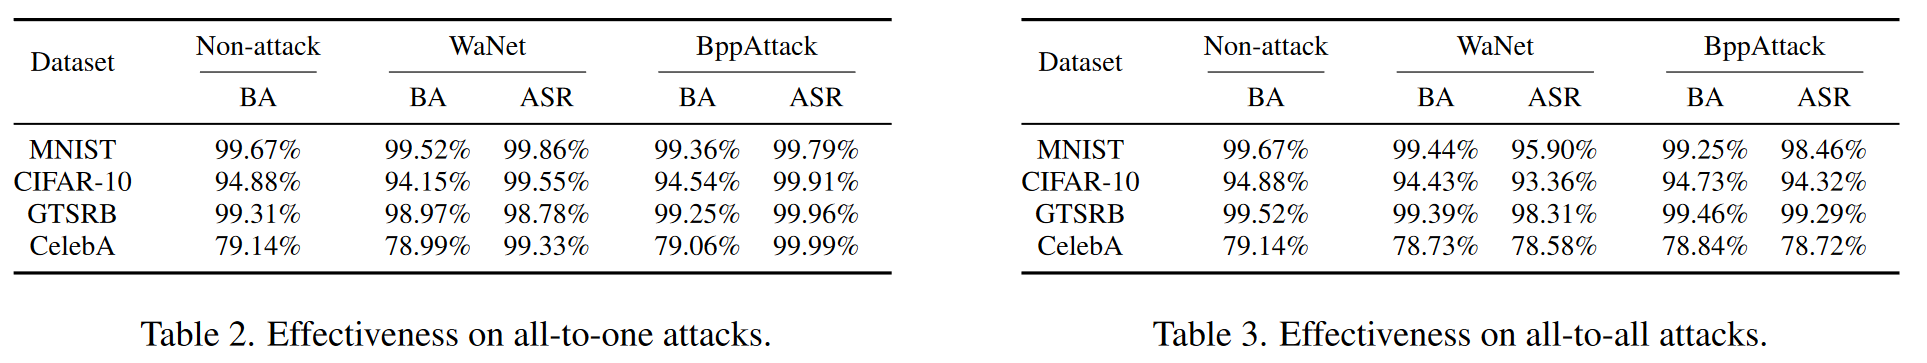 Dataset Non-attack WaNet BppAttack
BA BA ASR BA ASR
MNIST 99.67% 99.52% 99.86% 99.36% 99.79%
CIFAR-10 94.88% 94.15% 99.55% 94.54% 99.91%
GTSRB 99.31% 98.97% 98.78% 99.25% 99.96%
CelebA 79.14% 78.99% 99.33% 79.06% 99.99%
Table 2. Effectiveness on all-to-one attacks.
Dataset Non-attack WaNet BppAttack
BA BA ASR BA ASR
MNIST 99.67% 99.44% 95.90% 99.25% 98.46%
CIFAR-10 94.88% 94.43% 93.36% 94.73% 94.32%
GTSRB 99.52% 99.39% 98.31% 99.46% 99.29%
CelebA 79.14% 78.73% 78.58% 78.84% 78.72%
Table 3. Effectiveness on all-to-all attacks.